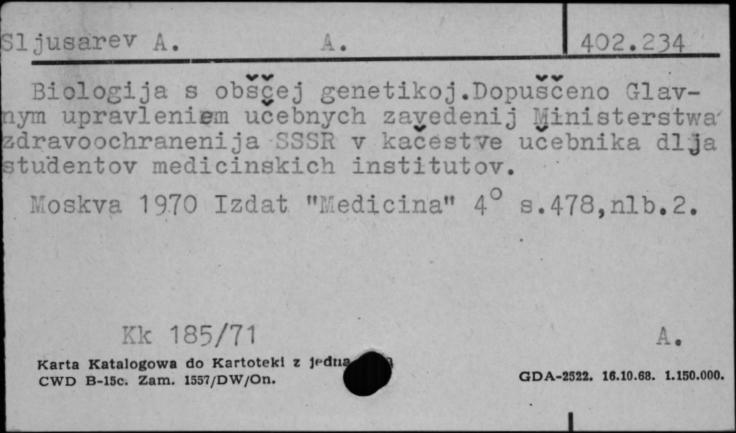 Sljusarev A. A. 402.234
Biologija s obščej genetikoj.Dopuščeno Glav-
nym upravleniem učebnych zavedenij Ministerstwa
zdravoochranenija SSSR v kačestve učebnika dlja
studentov medicinskich institutov.
Moskva 1970 Izdat "Medicina" 4° s.478,nlb.2.
Kk 185/71 A.
Karta Katalogowa do Kartoteki z jedną
CWD B-15c. Zam. 1557/DW/On. GDA-2522. 16.10.68. 1.150.000.